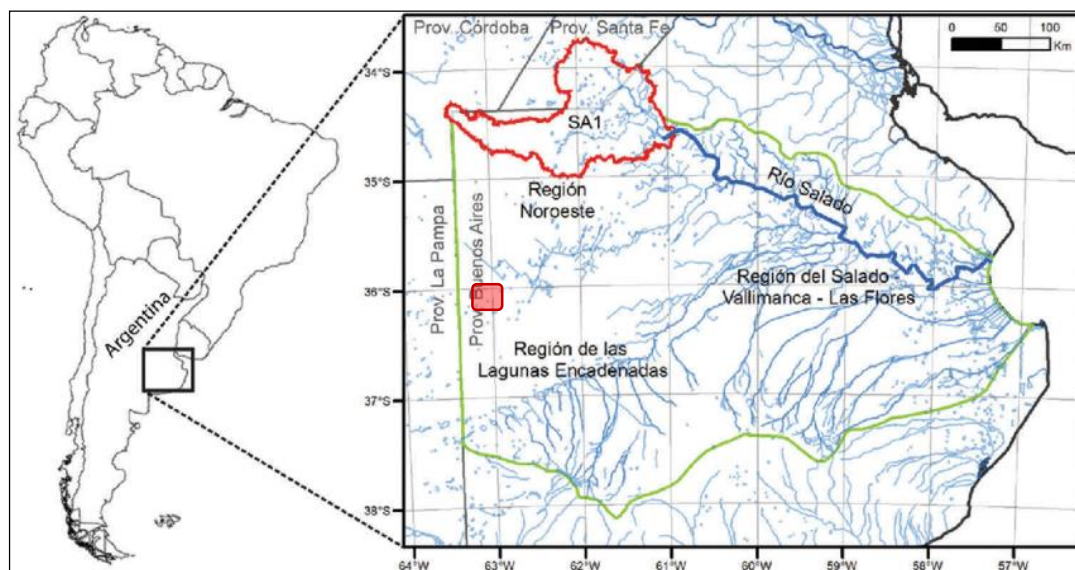 Argentina
Prov. Córdoba
Prov. Santa Fe
0
50
100
Km
34°S
35°S
36°S
37°S
38°S
SA1
Región
Noroeste
Río Salado
Prov. La Pampa
Prov. Buenos Aires
Región del Salado
Vallimanca - Las Flores
Región de las
Lagunas Encadenadas
64°W
63°W
62°W
61°W
60°W
59°W
58°W
57°W